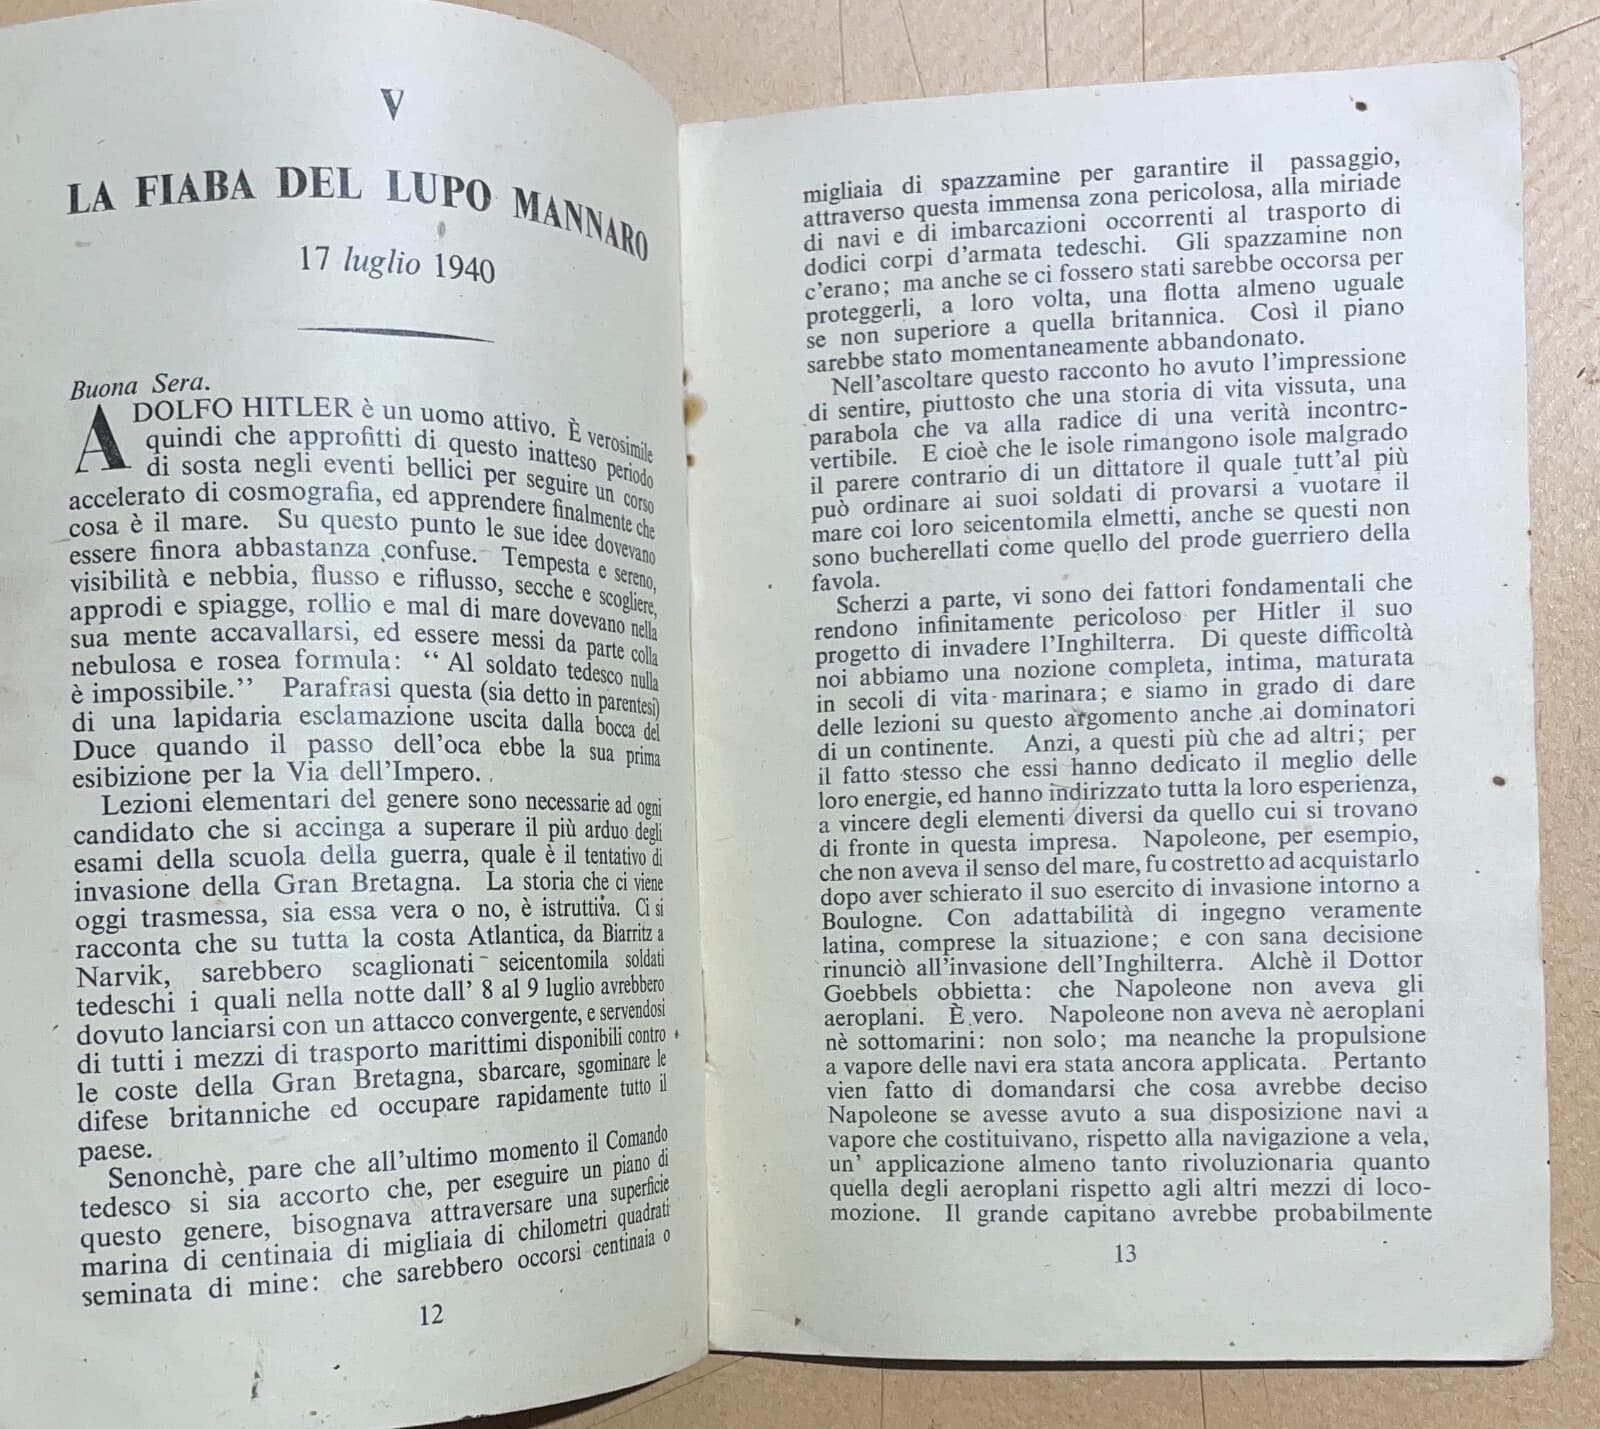 V
LA FIABA DEL LUPO MANNARO
17 luglio 1940
Buona Sera.
ADOLFO HITLER è un uomo attivo. È verosimile
quindi che approfitti di questo inatteso periodo
di sosta negli eventi bellici per seguire un corso
accelerato di cosmografia, ed apprendere finalmente che
cosa è il mare. Su questo punto le sue idee dovevano
essere finora abbastanza confuse. Tempesta e sereno,
visibilità e nebbia, flusso e riflusso, secche e scogliere,
approdi e spiagge, rollio e mal di mare dovevano nella
sua mente accavallarsi, ed essere messi da parte colla
nebulosa e rosea formula: “ Al soldato tedesco nulla
è impossibile.” Parafrasi questa (sia detto in parentesi)
di una lapidaria esclamazione uscita dalla bocca del
Duce quando il passo dell'oca ebbe la sua prima
esibizione per la Via dell'Impero.
Lezioni elementari del genere sono necessarie ad ogni
candidato che si accinga a superare il più arduo degli
esami della scuola della guerra, quale è il tentativo di
invasione della Gran Bretagna. La storia che ci viene
oggi trasmessa, sia essa vera o no, è istruttiva. Ci si
racconta che su tutta la costa Atlantica, da Biarritz a
Narvik, sarebbero scaglionati seicentomila soldati
tedeschi i quali nella notte dall' 8 al 9 luglio avrebbero
dovuto lanciarsi con un attacco convergente, e servendosi
di tutti i mezzi di trasporto marittimi disponibili contro
le coste della Gran Bretagna, sbarcare, sgominare le
difese britanniche ed occupare rapidamente tutto il
paese.
Senonchè, pare che all'ultimo momento il Comando
tedesco si sia accorto che, per eseguire un piano di
questo genere, bisognava attraversare una superficie
marina di centinaia di migliaia di chilometri quadrati
seminata di mine: che sarebbero occorsi centinaia o
12
migliaia di spazzamine per garantire il passaggio,
attraverso questa immensa zona pericolosa, alla miriade
di navi e di imbarcazioni occorrenti al trasporto di
dodici corpi d'armata tedeschi. Gli spazzamine non
c'erano; ma anche se ci fossero stati sarebbe occorsa per
proteggerli, a loro volta, una flotta almeno uguale
se non superiore a quella britannica. Così il piano
sarebbe stato momentaneamente abbandonato.
Nell'ascoltare questo racconto ho avuto l'impressione
di sentire, piuttosto che una storia di vita vissuta, una
parabola che va alla radice di una verità incontro-
vertibile. E cioè che le isole rimangono isole malgrado
il parere contrario di un dittatore il quale tutt'al più
può ordinare ai suoi soldati di provarsi a vuotare il
mare coi loro seicentomila elmetti, anche se questi non
sono bucherellati come quello del prode guerriero della
favola.
Scherzi a parte, vi sono dei fattori fondamentali che
rendono infinitamente pericoloso per Hitler il suo
progetto di invadere l'Inghilterra. Di queste difficoltà
noi abbiamo una nozione completa, intima, maturata
in secoli di vita marinara; e siamo in grado di dare
delle lezioni su questo argomento anche ai dominatori
di un continente. Anzi, a questi più che ad altri; per
il fatto stesso che essi hanno dedicato il meglio delle
loro energie, ed hanno indirizzato tutta la loro esperienza,
a vincere degli elementi diversi da quello cui si trovano
di fronte in questa impresa. Napoleone, per esempio,
che non aveva il senso del mare, fu costretto ad acquistarlo
dopo aver schierato il suo esercito di invasione intorno a
Boulogne. Con adattabilità di ingegno veramente
latina, comprese la situazione; e con sana decisione
rinunciò all'invasione dell'Inghilterra. Alchè il Dottor
Goebbels obbietta: che Napoleone non aveva gli
aeroplani. È vero. Napoleone non aveva nè aeroplani
nè sottomarini: non solo; ma neanche la propulsione
a vapore delle navi era stata ancora applicata. Pertanto
vien fatto di domandarsi che cosa avrebbe deciso
Napoleone se avesse avuto a sua disposizione navi a
vapore che costituivano, rispetto alla navigazione a vela,
un' applicazione almeno tanto rivoluzionaria quanto
quella degli aeroplani rispetto agli altri mezzi di loco-
mozione. Il grande capitano avrebbe probabilmente
13